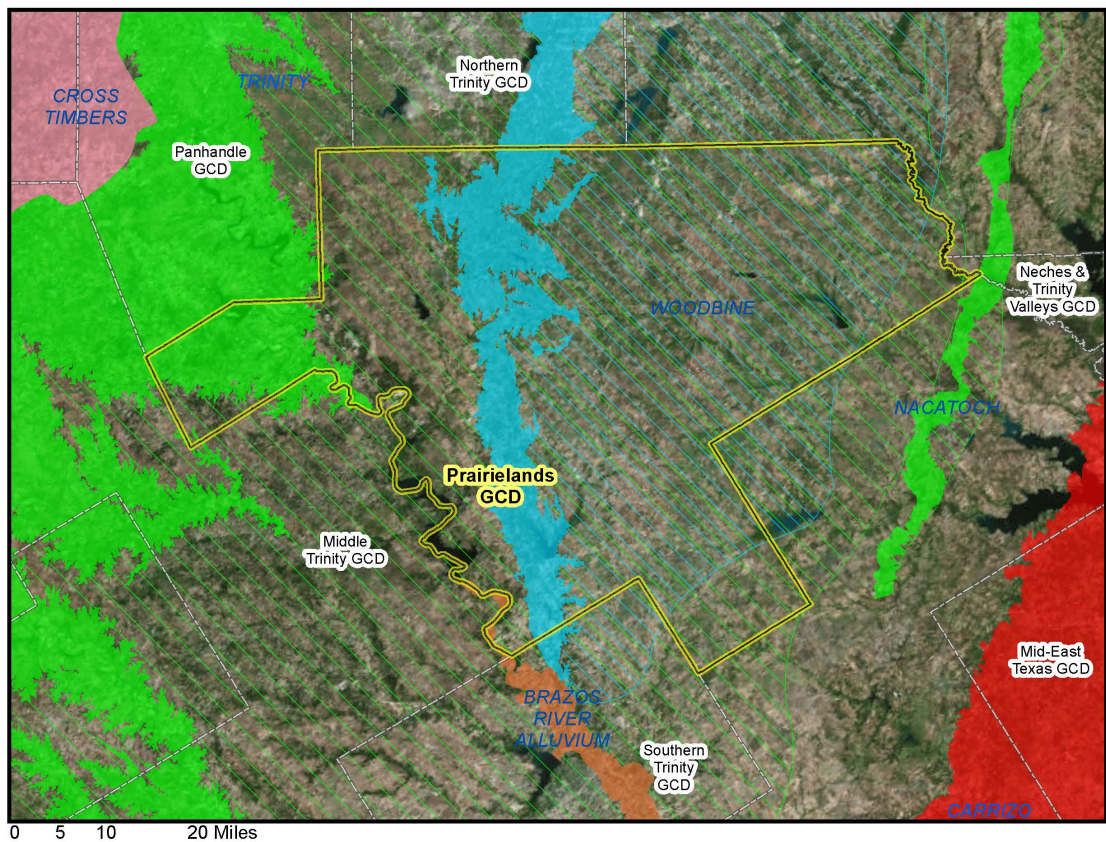 Northern
Trinity GCD
TRINITY
CROSS
TIMBERS
Panhandle
GCD
Neches &
Trinity
Valleys GCD
WOODBINE
NACATOCH
Prairielands
GCD
Middle
Trinity GCD
Mid-East
Texas GCD
BRAZOS
RIVER
ALLUVIUM
Southern
Trinity
GCD
CARRIZO
0 5 10 20 Miles